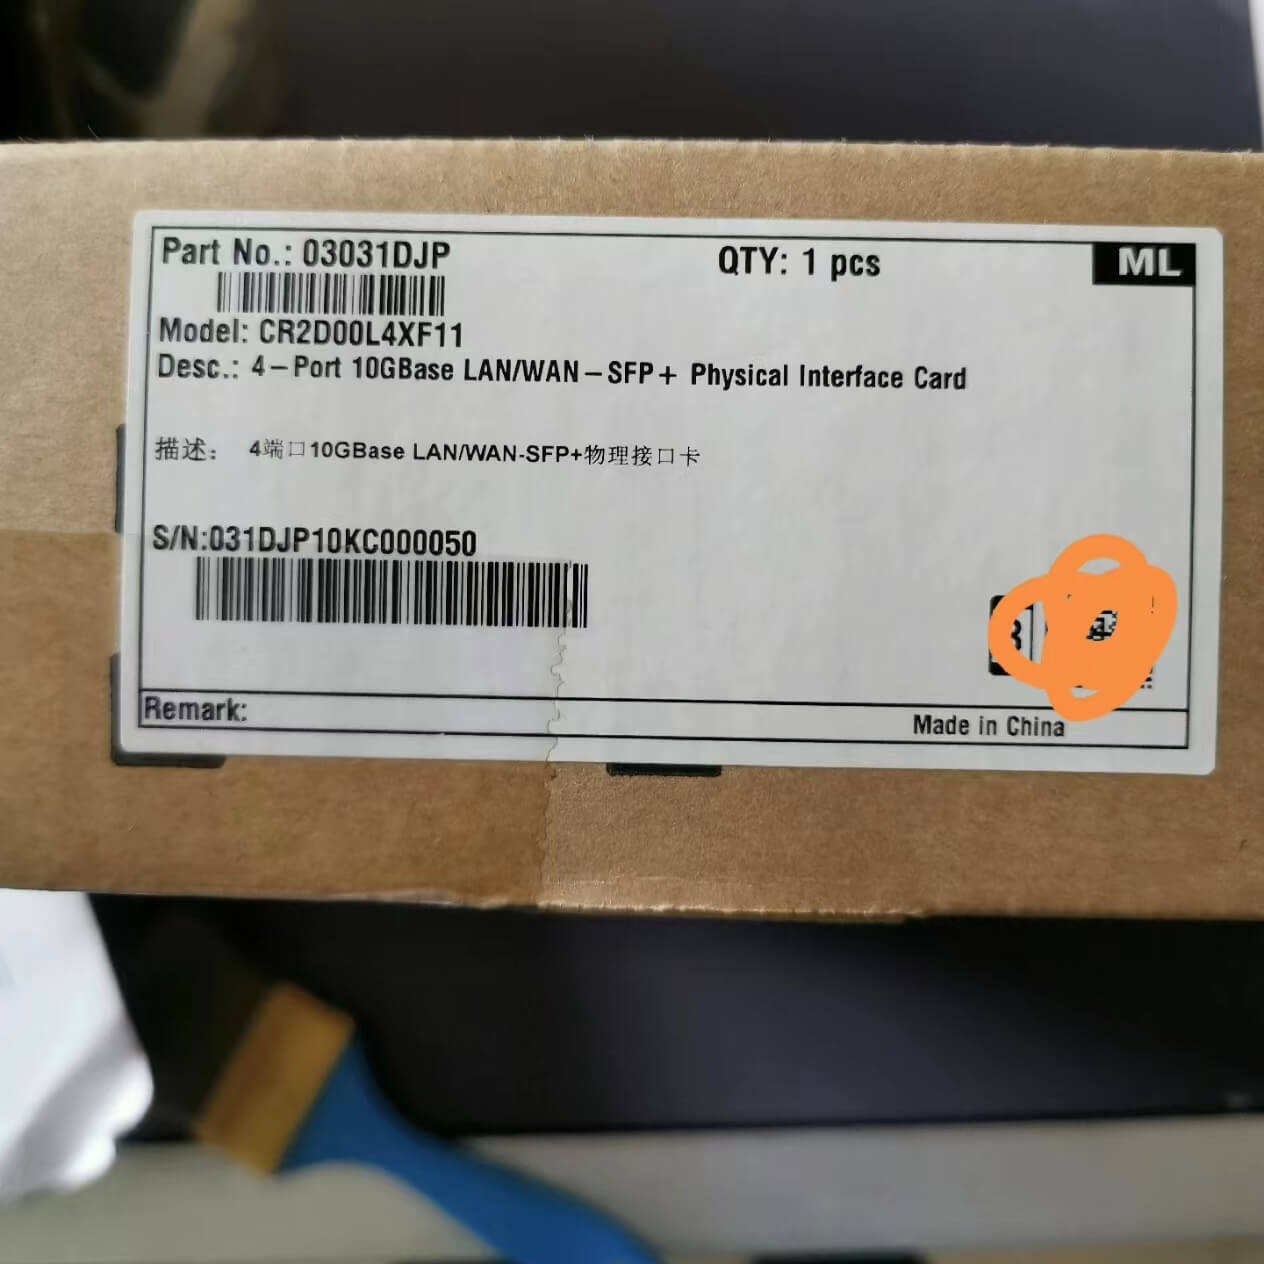 Part No.: 03031DJP
QTY: 1 pcs
ML
Model: CR2D00L4XF11
Desc.: 4-Port 10GBase LAN/WAN-SFP+ Physical Interface Card
描述: 4端口10GBase LAN/WAN-SFP+物理接口卡
S/N:031DJP10KC000050
Remark:
Made in China